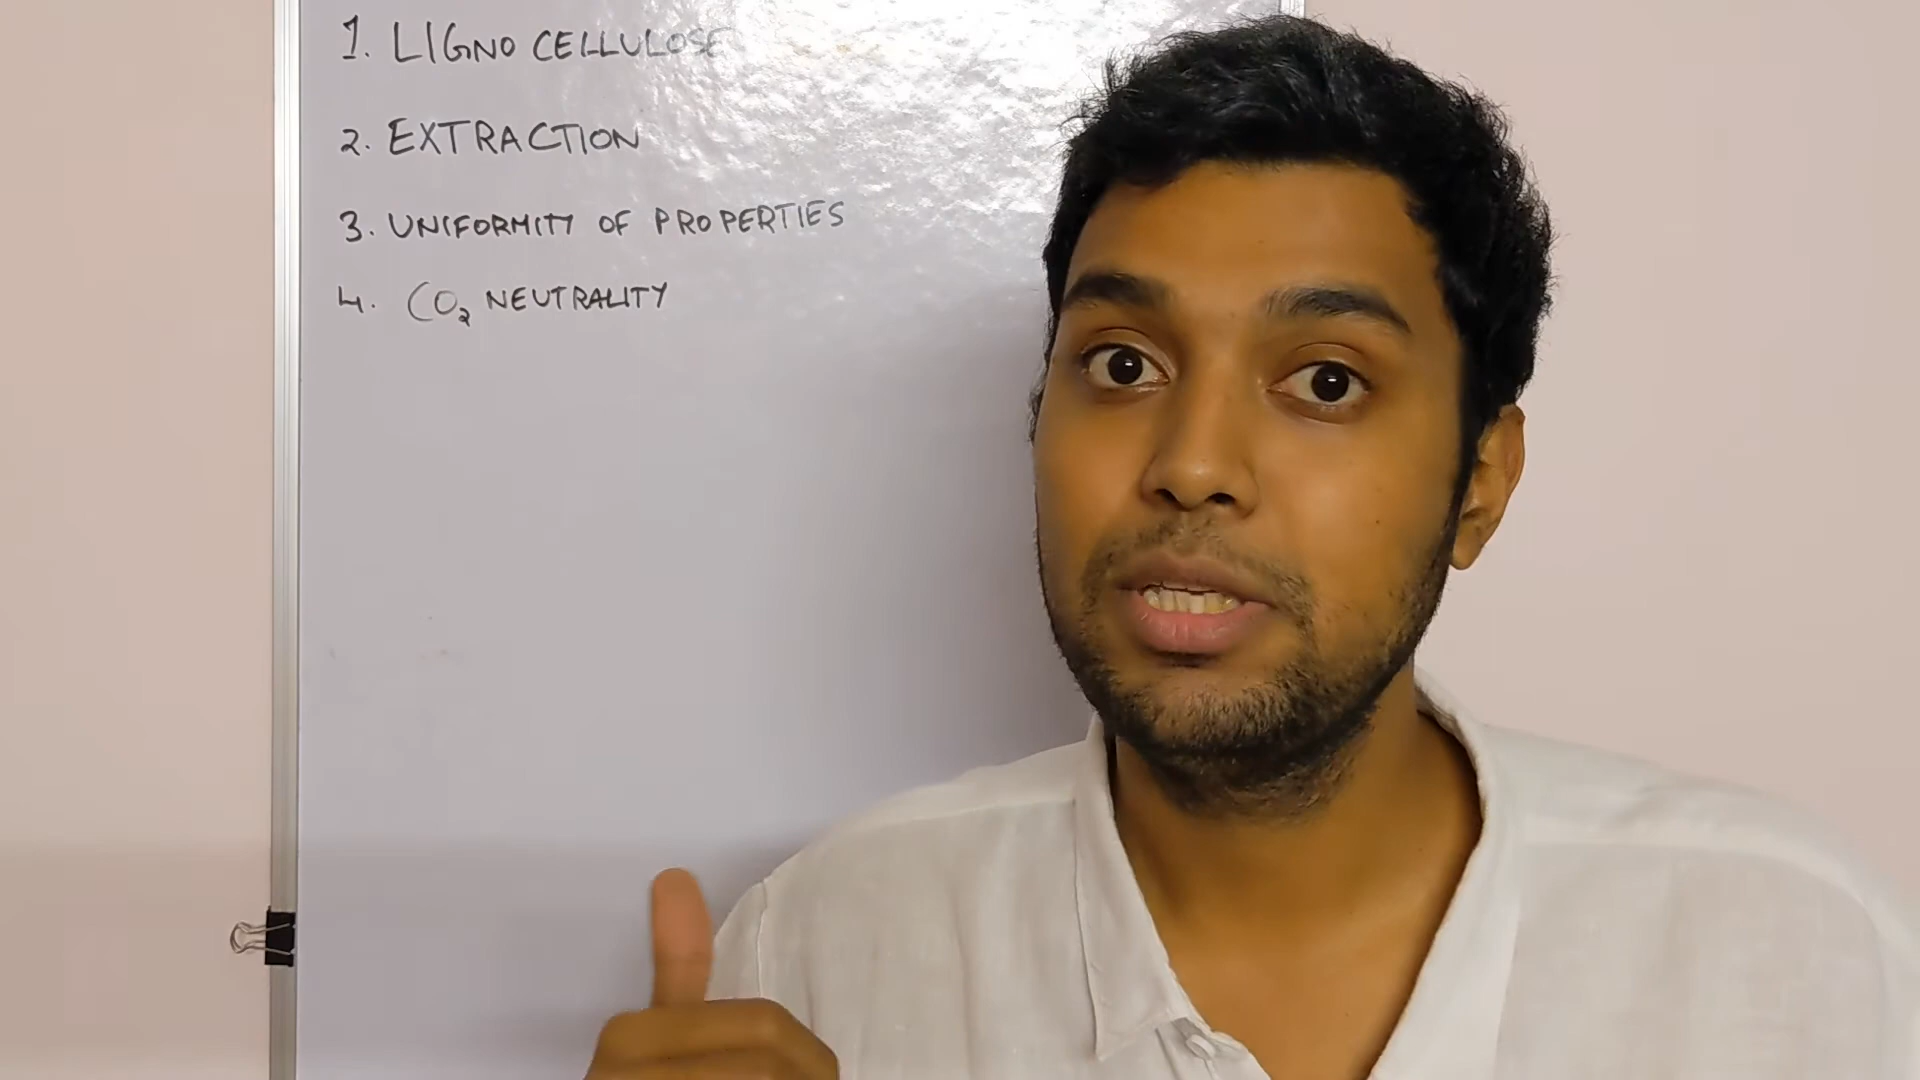 1. LIGNO CELLULOSE
2. EXTRACTION
3. UNIFORMITY OF PROPERTIES
4. CO₂ NEUTRALITY